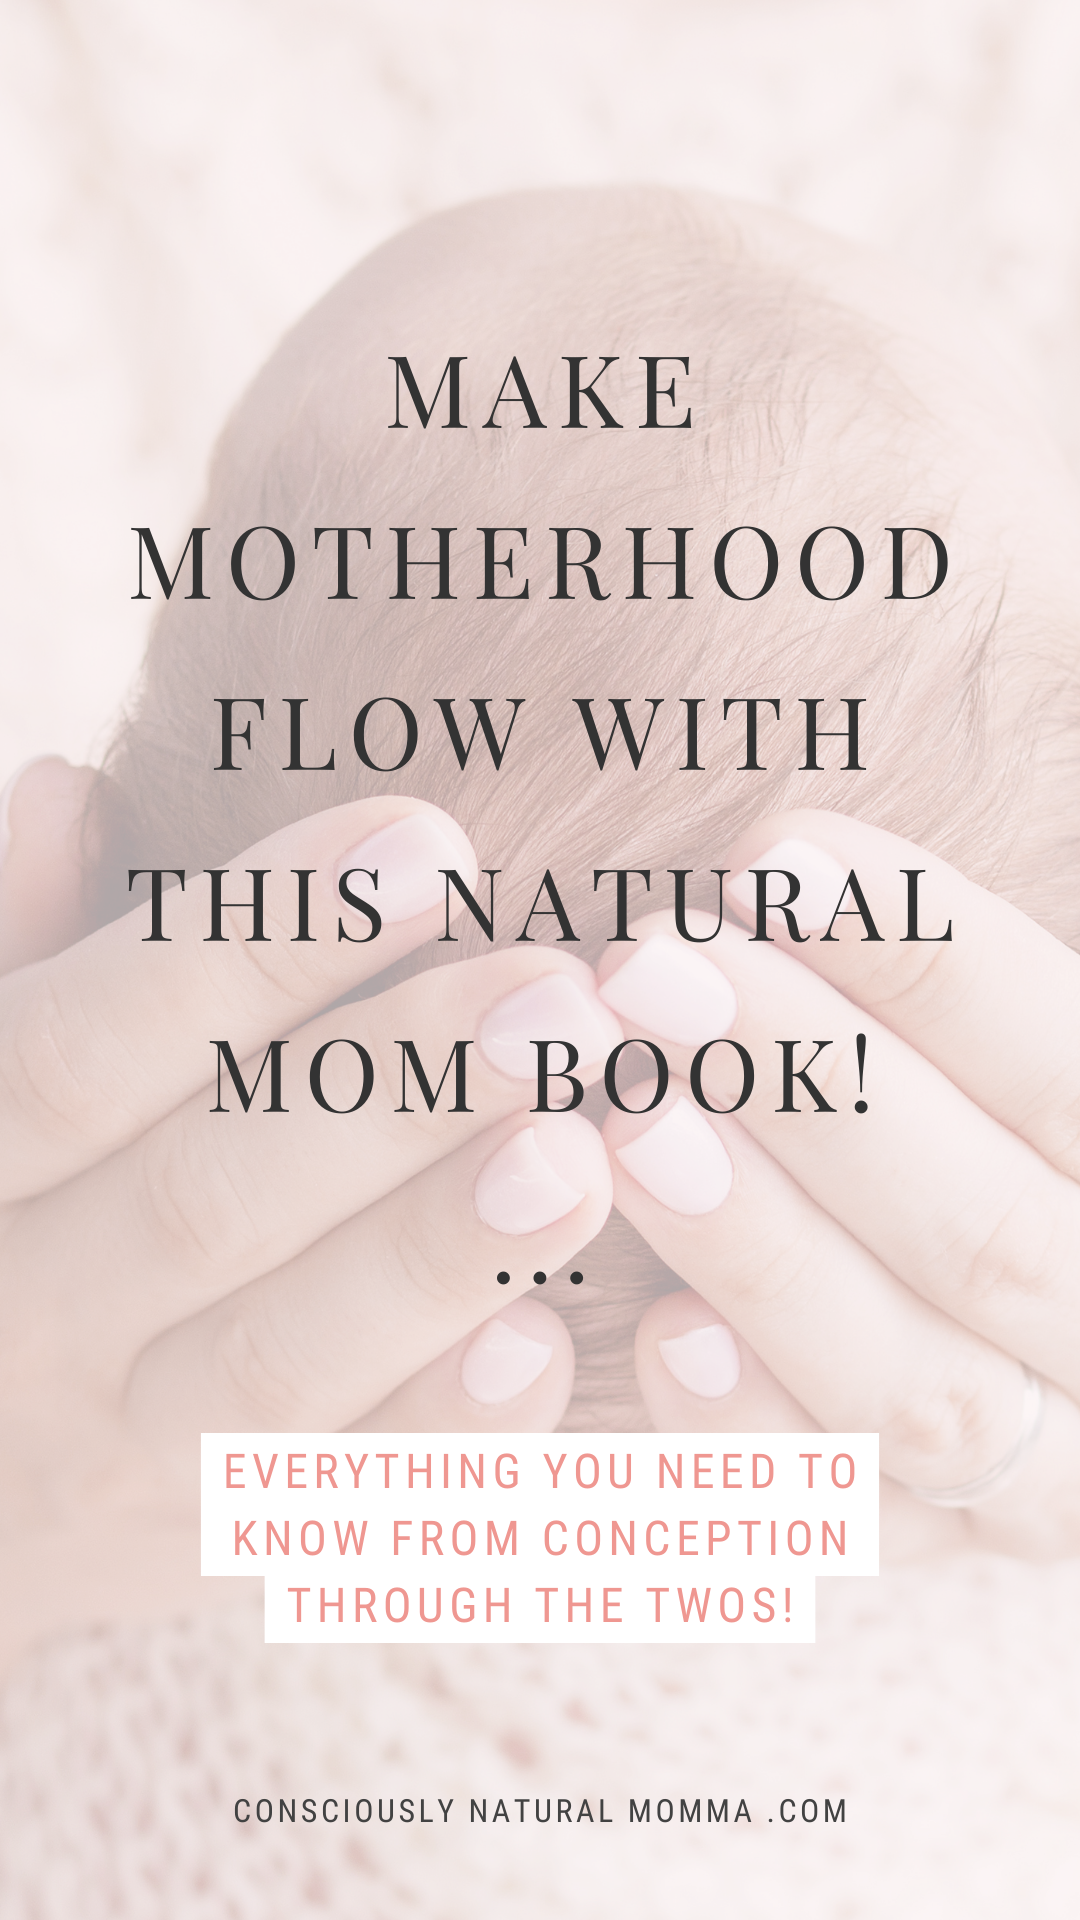 MAKE
MOTHERHOOD
FLOW WITH
THIS NATURAL
MOM BOOK!
...
EVERYTHING YOU NEED TO
KNOW FROM CONCEPTION
THROUGH THE TWOS!
CONSCIOUSLY NATURAL MOMMA .COM